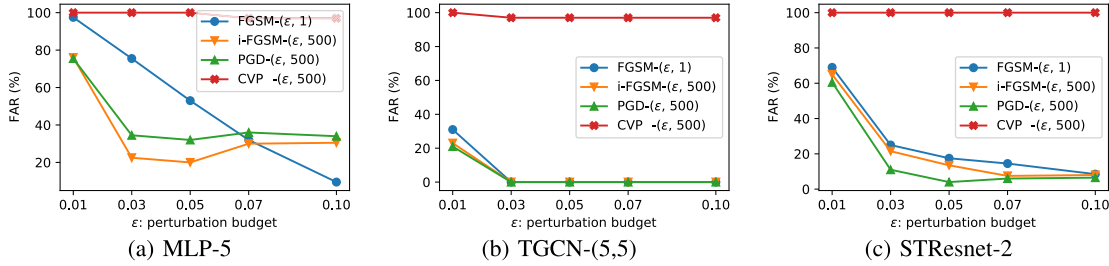 FAR (%)
100
80
60
40
20
0.01 0.03 0.05 0.07 0.10
ε: perturbation budget
FGSM-(ε, 1)
i-FGSM-(ε, 500)
PGD-(ε, 500)
CVP -(ε, 500)
(a) MLP-5
FAR (%)
100
80
60
40
20
0
0.01 0.03 0.05 0.07 0.10
ε: perturbation budget
FGSM-(ε, 1)
i-FGSM-(ε, 500)
PGD-(ε, 500)
CVP -(ε, 500)
(b) TGCN-(5,5)
FAR (%)
100
80
60
40
20
0
0.01 0.03 0.05 0.07 0.10
ε: perturbation budget
FGSM-(ε, 1)
i-FGSM-(ε, 500)
PGD-(ε, 500)
CVP -(ε, 500)
(c) STResnet-2